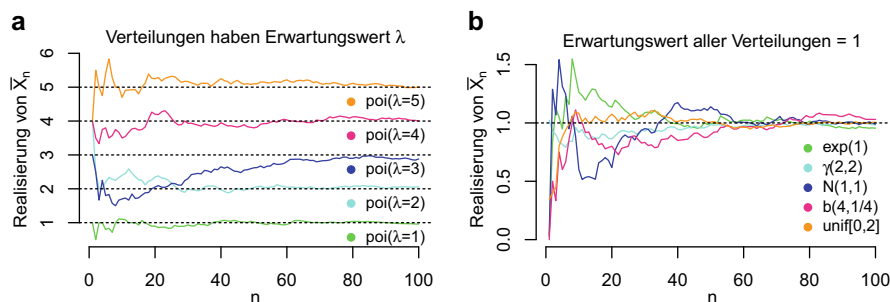 a
Verteilungen haben Erwartungswert λ
Realisierung von X̅ₙ
6
5
4
3
2
1
poi(λ=5)
poi(λ=4)
poi(λ=3)
poi(λ=2)
poi(λ=1)
0 20 40 60 80 100
n
b
Erwartungswert aller Verteilungen = 1
Realisierung von X̅ₙ
1.5
1.0
0.5
0.0
exp(1)
γ(2,2)
N(1,1)
b(4,1/4)
unif[0,2]
0 20 40 60 80 100
n